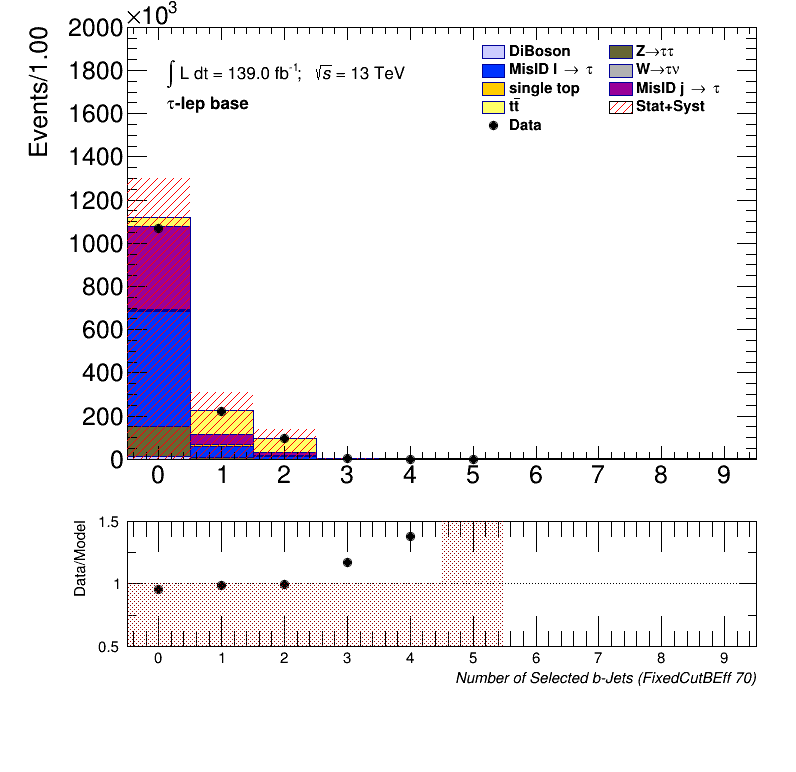 ×10³
Events/1.00
2000
1800
1600
1400
1200
1000
800
600
400
200
0
∫ L dt = 139.0 fb⁻¹; √s = 13 TeV
τ-lep base
DiBoson
MisID l → τ
single top
tt̄
Data
Z→ττ
W→τν
MisID j → τ
Stat+Syst
0 1 2 3 4 5 6 7 8 9
Data/Model
1.5
1
0.5
0 1 2 3 4 5 6 7 8 9
Number of Selected b-Jets (FixedCutBEff 70)